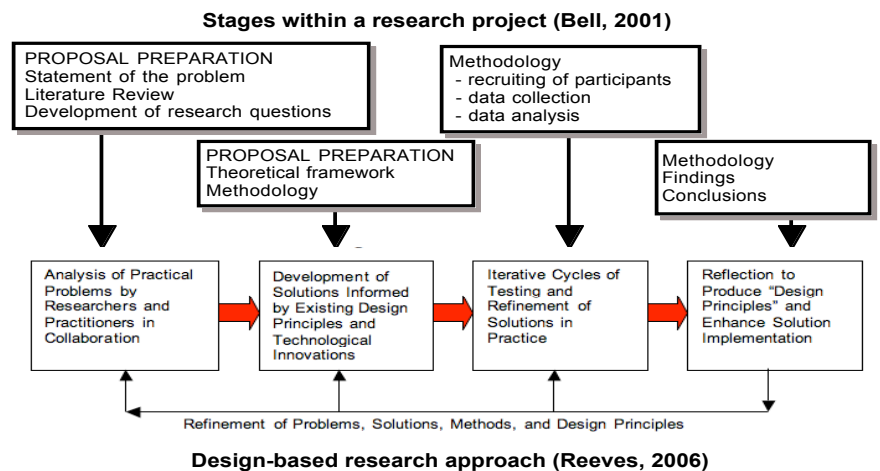 Stages within a research project (Bell, 2001)
PROPOSAL PREPARATION
Statement of the problem
Literature Review
Development of research questions
PROPOSAL PREPARATION
Theoretical framework
Methodology
Methodology
- recruiting of participants
- data collection
- data analysis
Methodology
Findings
Conclusions
Analysis of Practical
Problems by
Researchers and
Practitioners in
Collaboration
Development of
Solutions Informed
by Existing Design
Principles and
Technological
Innovations
Iterative Cycles of
Testing and
Refinement of
Solutions in
Practice
Reflection to
Produce “Design
Principles” and
Enhance Solution
Implementation
Refinement of Problems, Solutions, Methods, and Design Principles
Design-based research approach (Reeves, 2006)